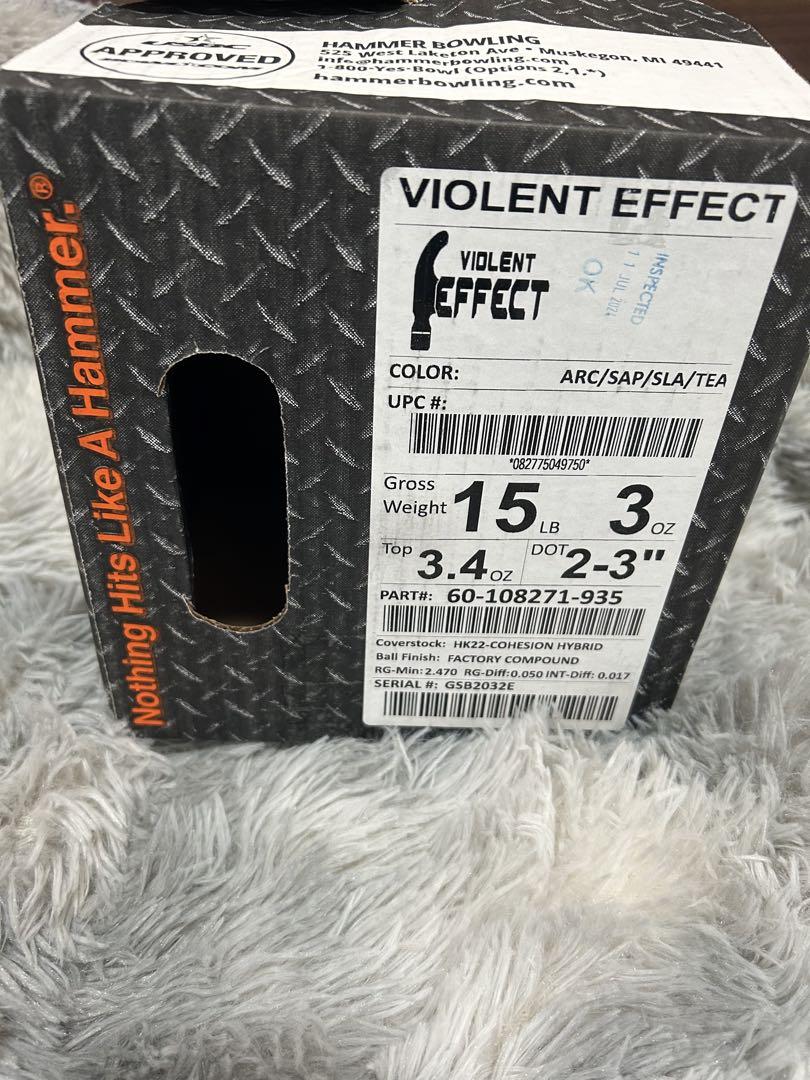 APPROVED
HAMMER BOWLING
525 West Laketon Ave • Muskegon, MI 49441
info@hammerbowling.com
1-800-Yes-Bowl (Options 2,1,*)
hammerbowling.com
Nothing Hits Like A Hammer.®
VIOLENT EFFECT
VIOLENT
EFFECT
INSPECTED
11 JUL 2024
OK
COLOR: ARC/SAP/SLA/TEA
UPC #:
*082775049750*
Gross Weight 15 LB 3 OZ
Top 3.4 OZ DOT 2-3"
PART#: 60-108271-935
Coverstock: HK22-COHESION HYBRID
Ball Finish: FACTORY COMPOUND
RG-Min: 2.470 RG-Diff: 0.050 INT-Diff: 0.017
SERIAL #: GSB2032E